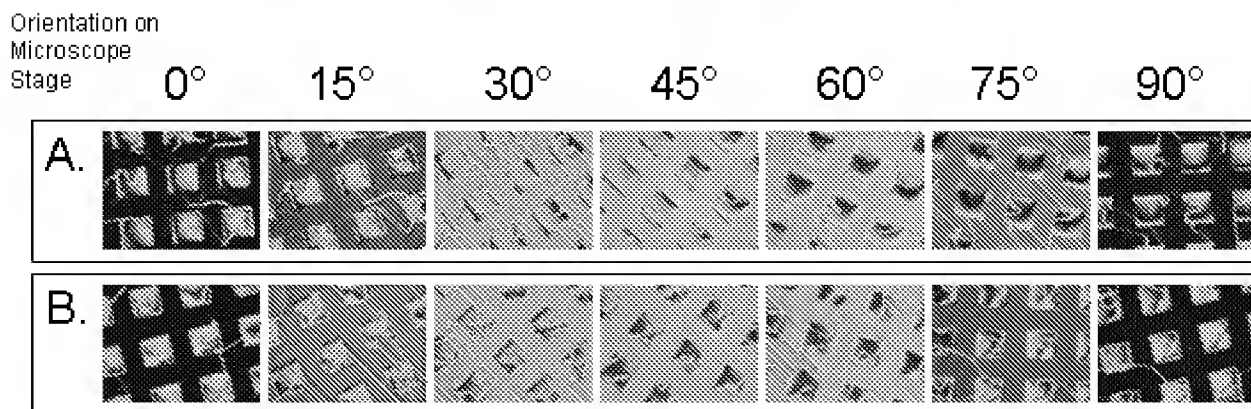 Orientation on
Microscope
Stage 0° 15° 30° 45° 60° 75° 90°
A.
B.